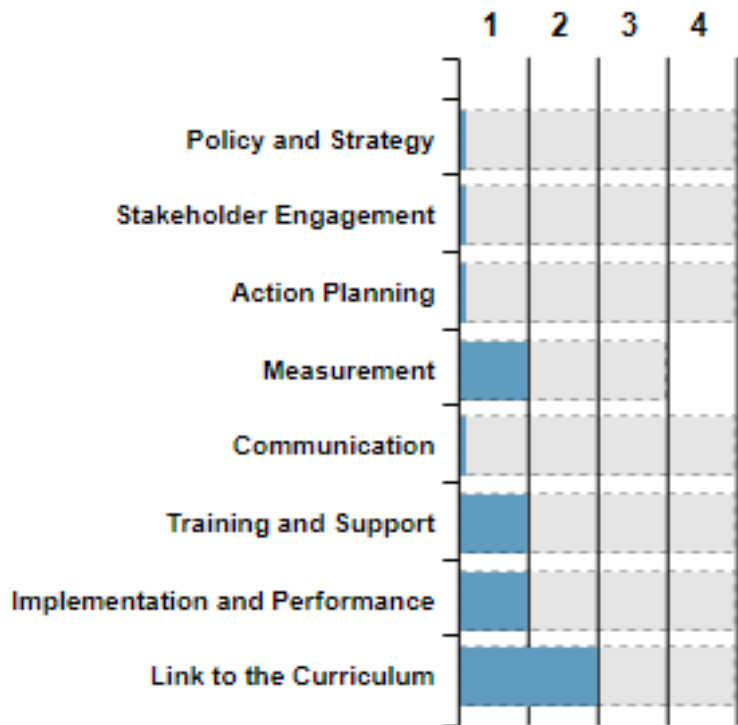 1 2 3 4
Policy and Strategy
Stakeholder Engagement
Action Planning
Measurement
Communication
Training and Support
Implementation and Performance
Link to the Curriculum